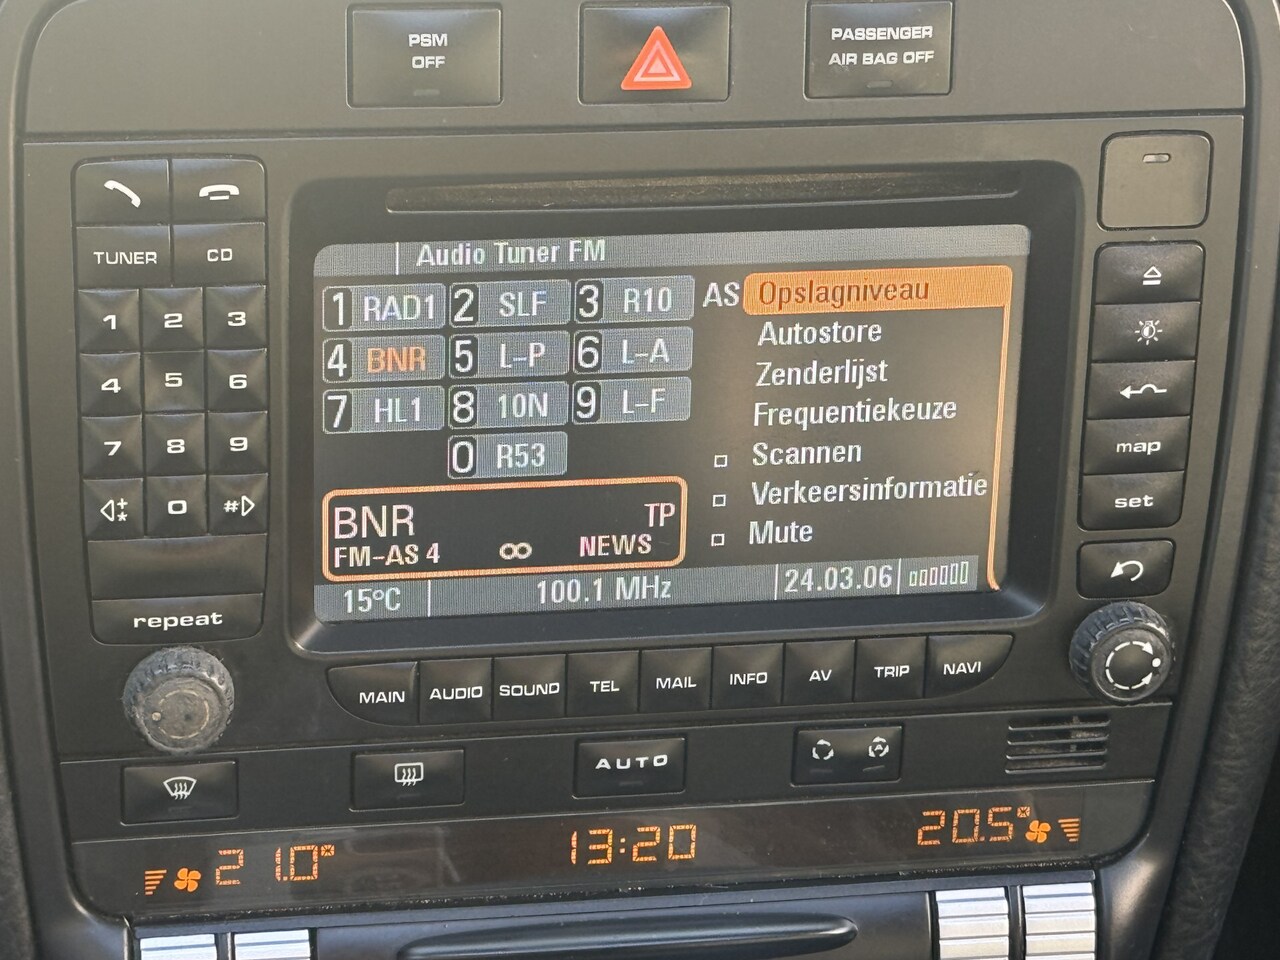 PSM
OFF
PASSENGER
AIR BAG OFF
TUNER CD
1 2 3
4 5 6
7 8 9
* 0 #
repeat
Audio Tuner FM
1 RAD1 2 SLF 3 R10
4 BNR 5 L-P 6 L-A
7 HL1 8 10N 9 L-F
0 R53
AS Opslagniveau
Autostore
Zenderlijst
Frequentiekeuze
Scannen
Verkeersinformatie
Mute
BNR TP
FM-AS 4 NEWS
15°C 100.1 MHz 24.03.06
map
set
MAIN AUDIO SOUND TEL MAIL INFO AV TRIP NAVI
AUTO
A
21.0° 13:20 20.5°